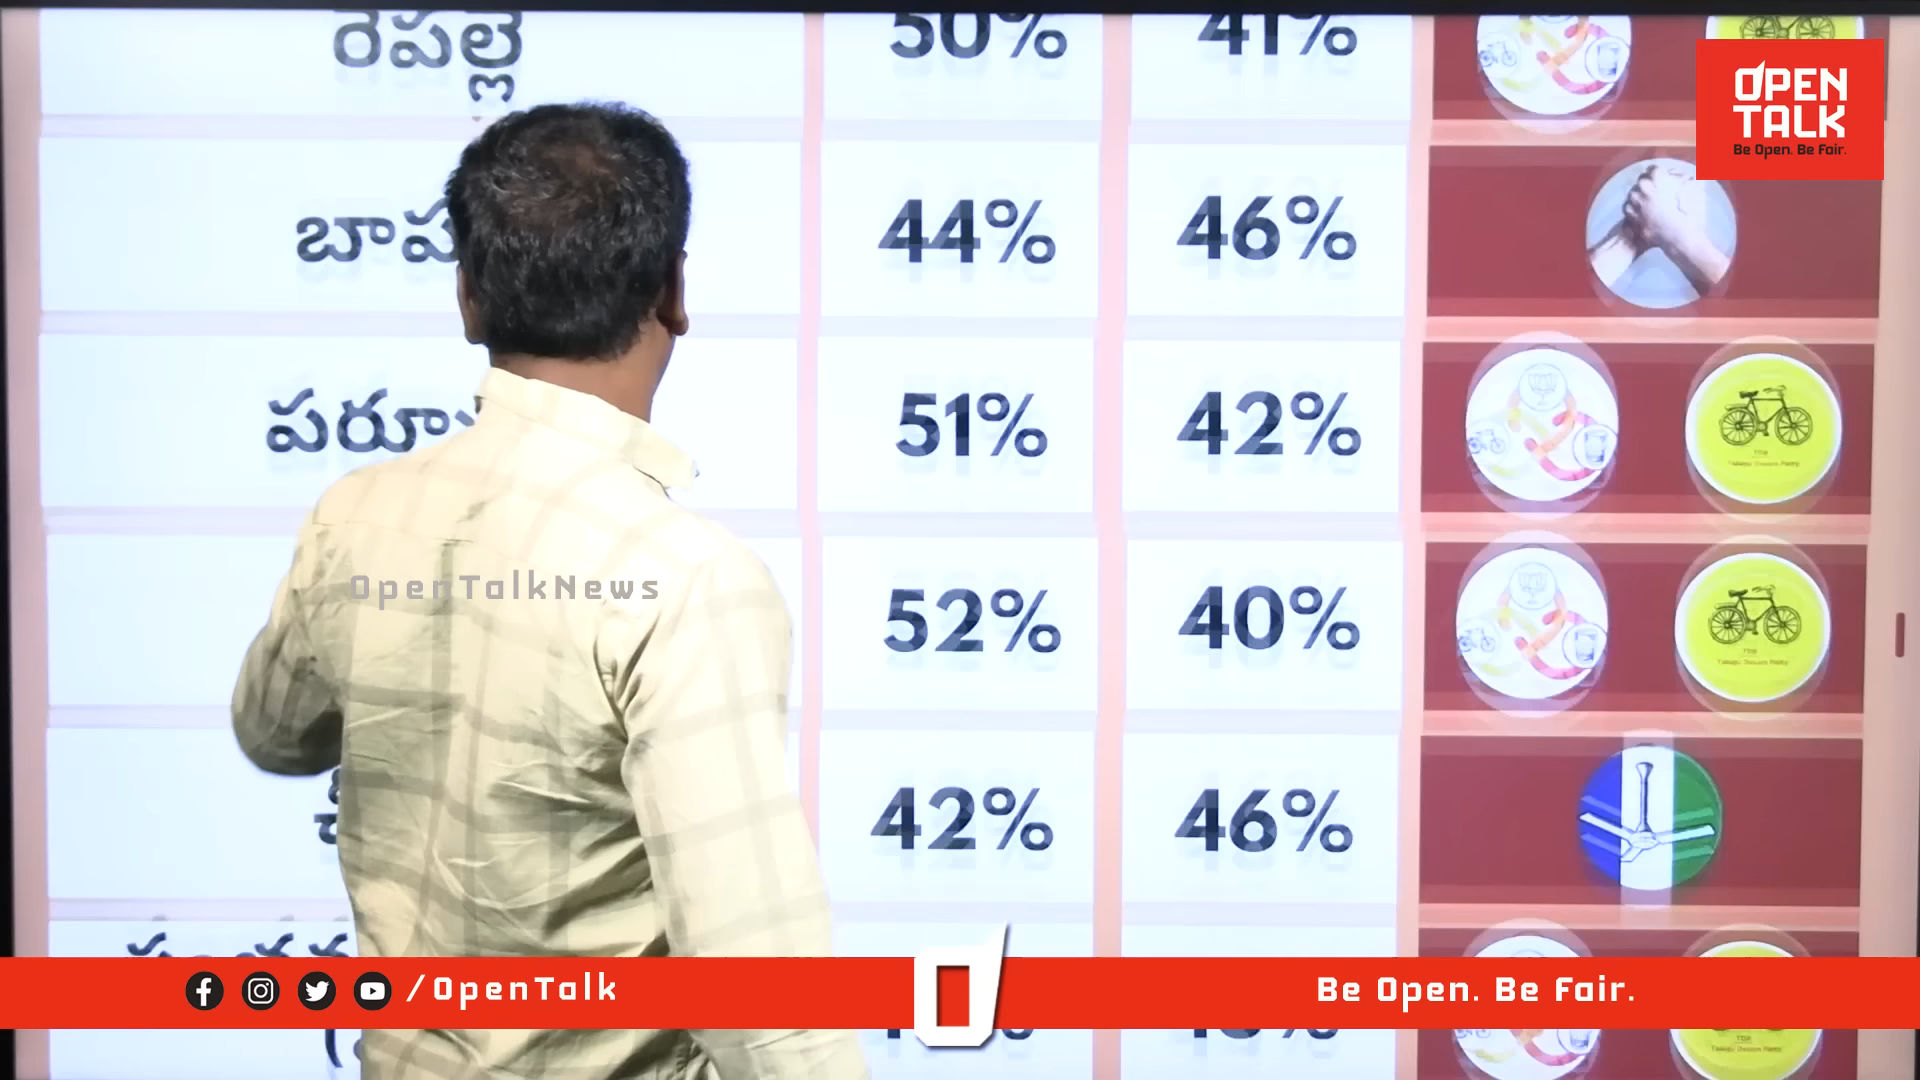 రేపల్లె 50% 41%
OPEN
TALK
Be Open. Be Fair.
44% 46%
51% 42%
OpenTalkNews
52% 40%
42% 46%
/OpenTalk
Be Open. Be Fair.